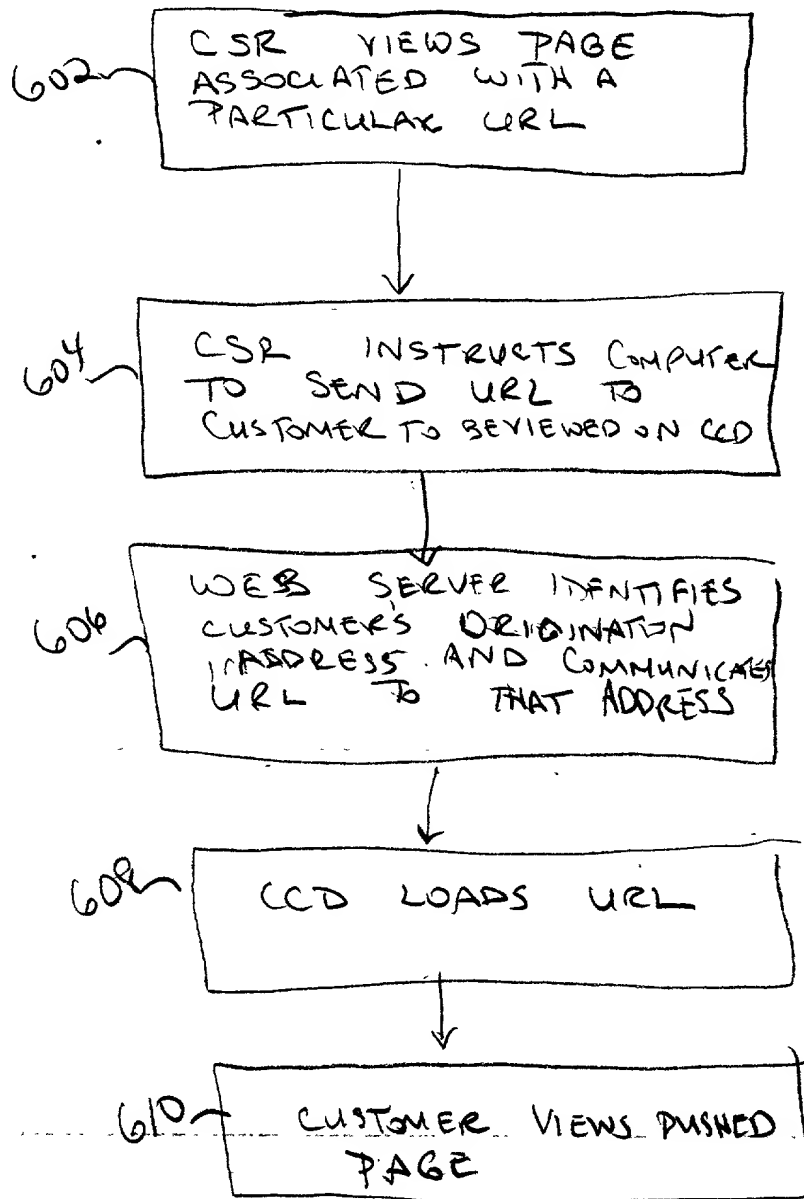 602
CSR VIEWS PAGE
ASSOCIATED WITH A
PARTICULAR URL
604
CSR INSTRUCTS COMPUTER
TO SEND URL TO
CUSTOMER TO BE VIEWED ON CCD
606
WEB SERVER IDENTIFIES
CUSTOMER'S ORIGINATION
ADDRESS AND COMMUNICATES
URL TO THAT ADDRESS
608
CCD LOADS URL
610
CUSTOMER VIEWS PUSHED
PAGE